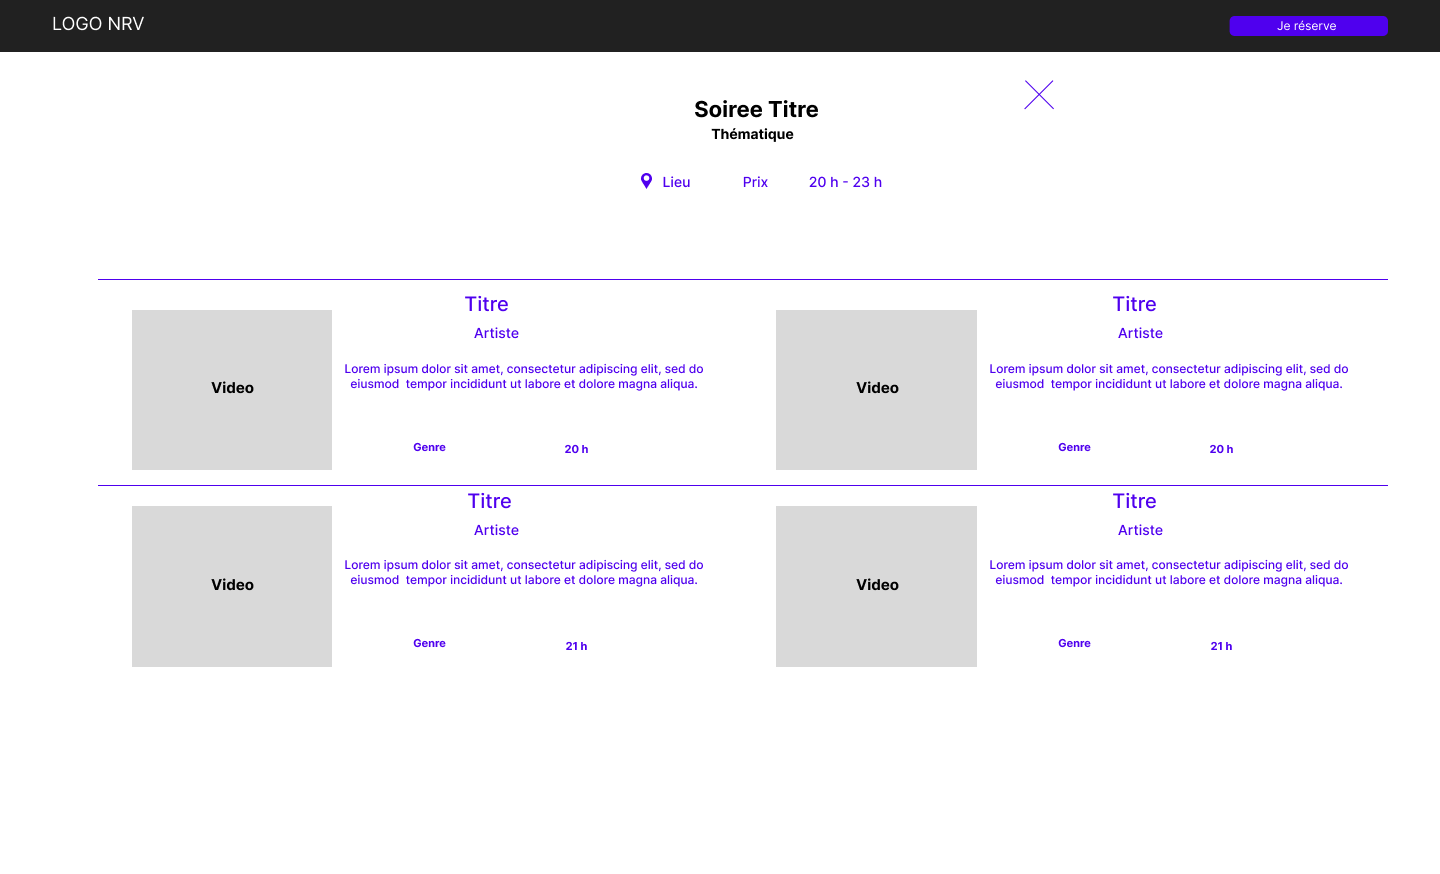 LOGO NRV
Je réserve
Soiree Titre
Thématique
Lieu
Prix
20 h - 23 h
Titre
Artiste
Video
Lorem ipsum dolor sit amet, consectetur adipiscing elit, sed do
eiusmod  tempor incididunt ut labore et dolore magna aliqua.
Genre
20 h
Titre
Artiste
Video
Lorem ipsum dolor sit amet, consectetur adipiscing elit, sed do
eiusmod  tempor incididunt ut labore et dolore magna aliqua.
Genre
20 h
Titre
Artiste
Video
Lorem ipsum dolor sit amet, consectetur adipiscing elit, sed do
eiusmod  tempor incididunt ut labore et dolore magna aliqua.
Genre
21 h
Titre
Artiste
Video
Lorem ipsum dolor sit amet, consectetur adipiscing elit, sed do
eiusmod  tempor incididunt ut labore et dolore magna aliqua.
Genre
21 h